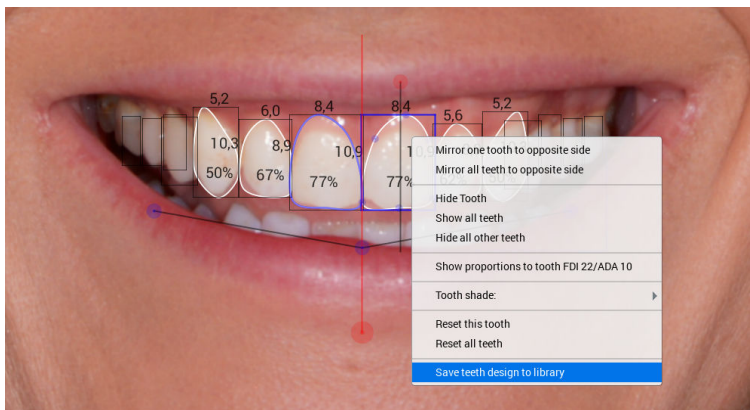 5,2
6,0
8,4
8,4
5,6
5,2
10,3
8,9
10,9
50%
67%
77%
77%
Mirror one tooth to opposite side
Mirror all teeth to opposite side
Hide Tooth
Show all teeth
Hide all other teeth
Show proportions to tooth FDI 22/ADA 10
Tooth shade:
Reset this tooth
Reset all teeth
Save teeth design to library